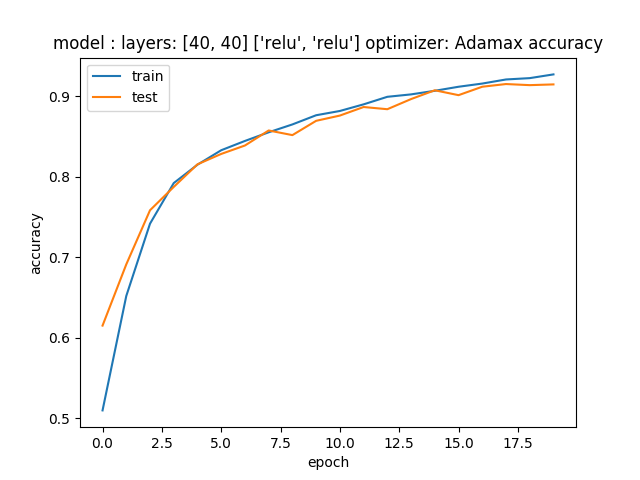 model : layers: [40, 40] ['relu', 'relu'] optimizer: Adamax accuracy
train
test
0.9
0.8
0.7
0.6
0.5
accuracy
0.0 2.5 5.0 7.5 10.0 12.5 15.0 17.5
epoch